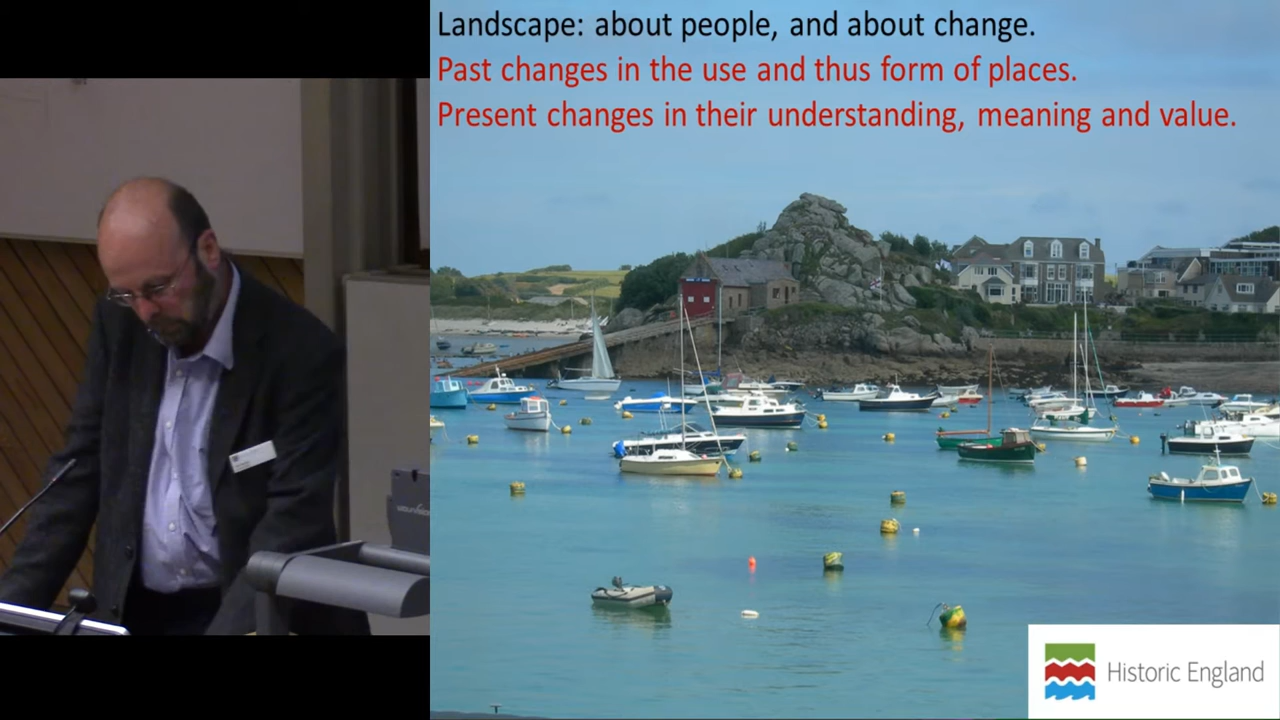 Landscape: about people, and about change.
Past changes in the use and thus form of places.
Present changes in their understanding, meaning and value.
Historic England